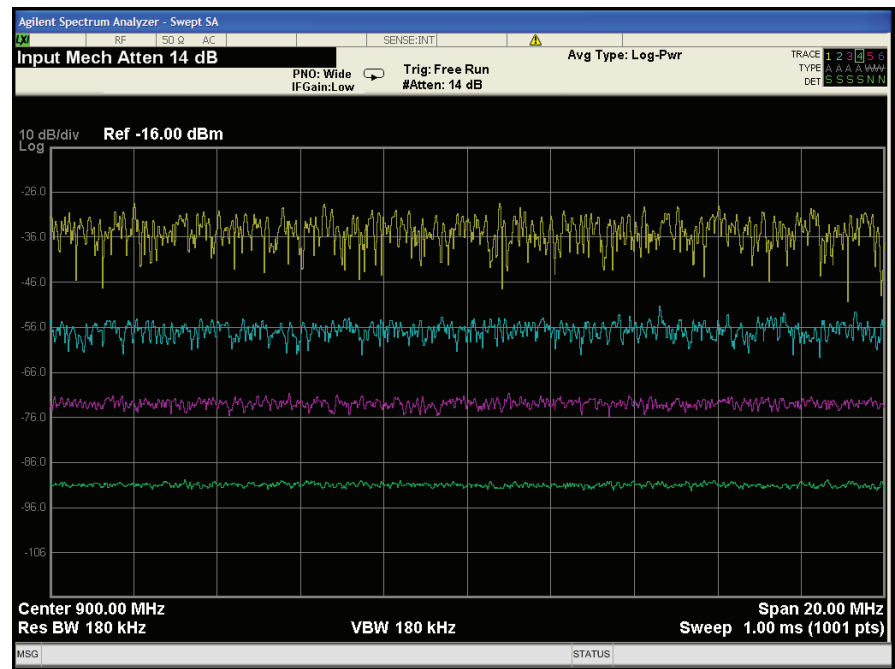 Agilent Spectrum Analyzer - Swept SA
LXI RF 50 Ω AC SENSE:INT
Input Mech Atten 14 dB
PNO: Wide
IFGain:Low
Trig: Free Run
#Atten: 14 dB
Avg Type: Log-Pwr
TRACE 1 2 3 4 5 6
TYPE A A A A W W
DET S S S S N N
10 dB/div Ref -16.00 dBm
Log
-26.0
-36.0
-46.0
-56.0
-66.0
-76.0
-86.0
-96.0
-106
Center 900.00 MHz Span 20.00 MHz
Res BW 180 kHz VBW 180 kHz Sweep 1.00 ms (1001 pts)
MSG STATUS